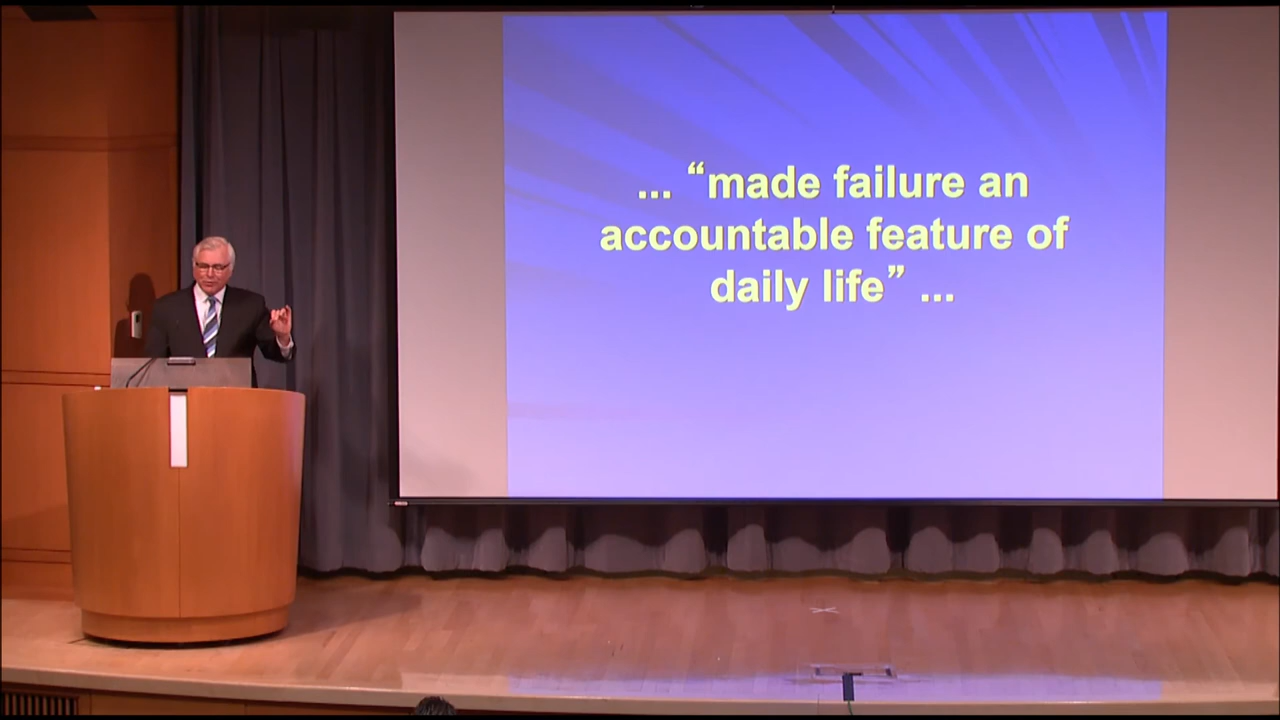 ... “made failure an
accountable feature of
daily life” ...